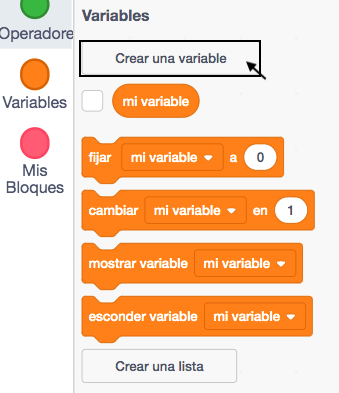 Operadore
Variables
Mis
Bloques
Variables
Crear una variable
mi variable
fijar mi variable a 0
cambiar mi variable en 1
mostrar variable mi variable
esconder variable mi variable
Crear una lista